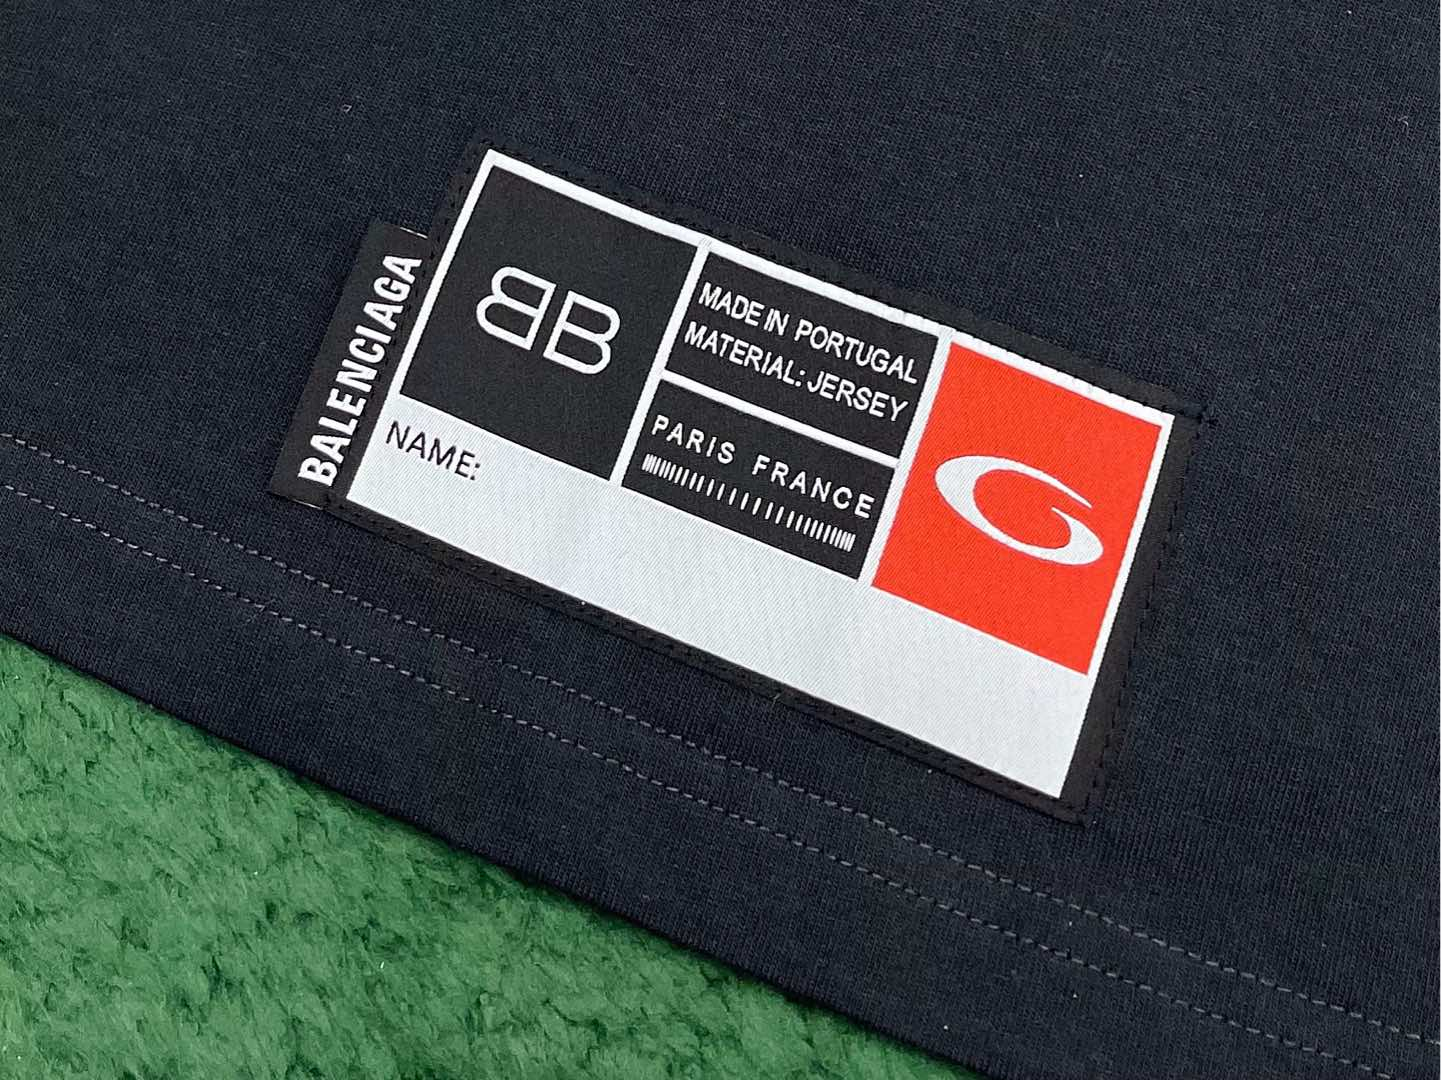 BALENCIAGA
BB
MADE IN PORTUGAL
MATERIAL: JERSEY
PARIS FRANCE
G
NAME: